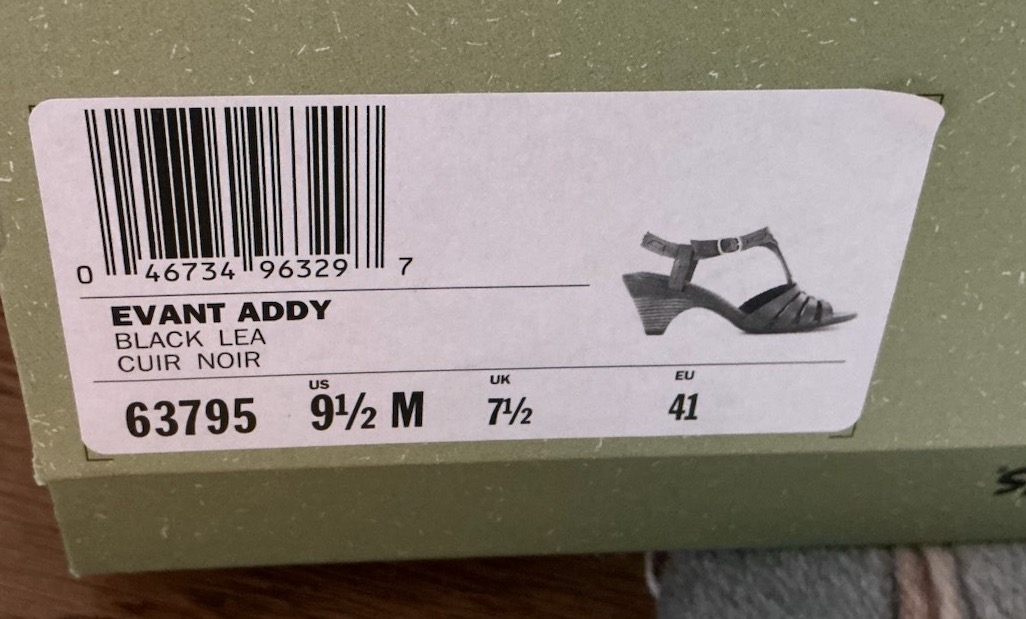 0 46734 96329 7
EVANT ADDY
BLACK LEA
CUIR NOIR
US UK EU
63795 9½ M 7½ 41